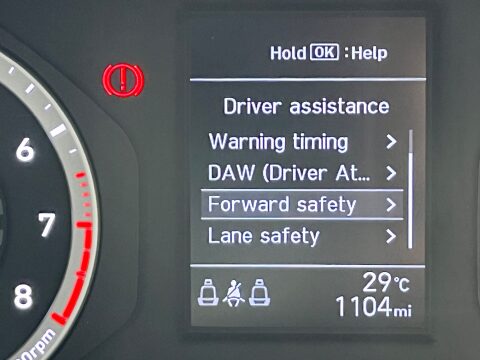 Hold OK :Help
Driver assistance
Warning timing >
DAW (Driver At... >
Forward safety >
Lane safety >
29°C
1104mi
6
7
8
0rpm